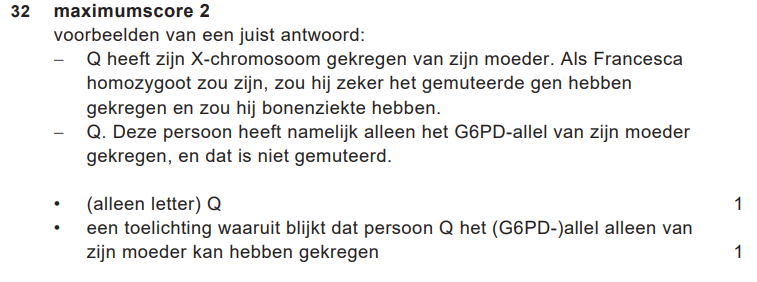 32 maximumscore 2
voorbeelden van een juist antwoord:
− Q heeft zijn X-chromosoom gekregen van zijn moeder. Als Francesca
homozygoot zou zijn, zou hij zeker het gemuteerde gen hebben
gekregen en zou hij bonenziekte hebben.
− Q. Deze persoon heeft namelijk alleen het G6PD-allel van zijn moeder
gekregen, en dat is niet gemuteerd.
• (alleen letter) Q 1
• een toelichting waaruit blijkt dat persoon Q het (G6PD-)allel alleen van
zijn moeder kan hebben gekregen 1